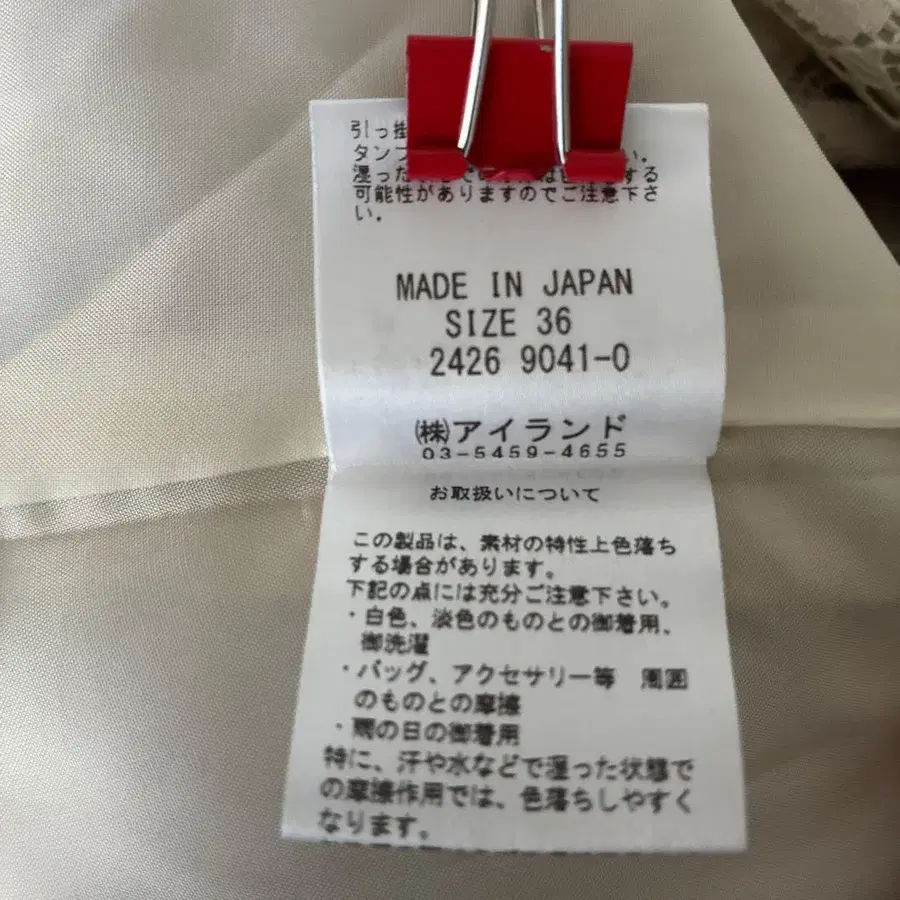 引っ掛
タンブ い。
湿った する
可能性がありますのでご注意下さ
い。
MADE IN JAPAN
SIZE 36
2426 9041-0
㈱アイランド
03-5459-4655
お取扱いについて
この製品は、素材の特性上色落ち
する場合があります。
下記の点には充分ご注意下さい。
・白色、淡色のものとの御着用、
御洗濯
・バッグ、アクセサリー等 周囲
のものとの摩擦
・雨の日の御着用
特に、汗や水などで湿った状態で
の摩擦作用では、色落ちしやすく
なります。